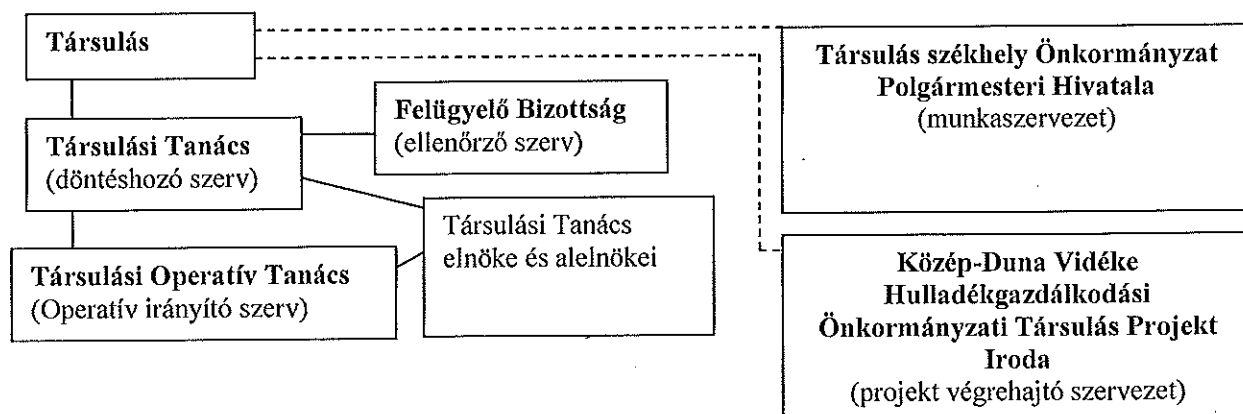 Társulás
Társulás székhely Önkormányzat
Polgármesteri Hivatala
(munkaszervezet)
Felügyelő Bizottság
(ellenőrző szerv)
Társulási Tanács
(döntéshozó szerv)
Társulási Tanács
elnöke és alelnökei
Társulási Operatív Tanács
(Operatív irányító szerv)
Közép-Duna Vidéke
Hulladékgazdálkodási
Önkormányzati Társulás Projekt
Iroda
(projekt végrehajtó szervezet)